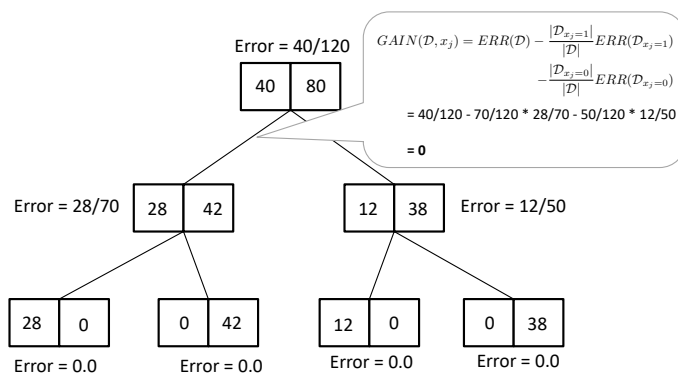 Error = 40/120
40 80
GAIN(𝒟, x_j) = ERR(𝒟) − |𝒟_{x_j=1}|/|𝒟| ERR(𝒟_{x_j=1})
− |𝒟_{x_j=0}|/|𝒟| ERR(𝒟_{x_j=0})
= 40/120 - 70/120 * 28/70 - 50/120 * 12/50
= 0
Error = 28/70
28 42
12 38
Error = 12/50
28 0
0 42
12 0
0 38
Error = 0.0
Error = 0.0
Error = 0.0
Error = 0.0